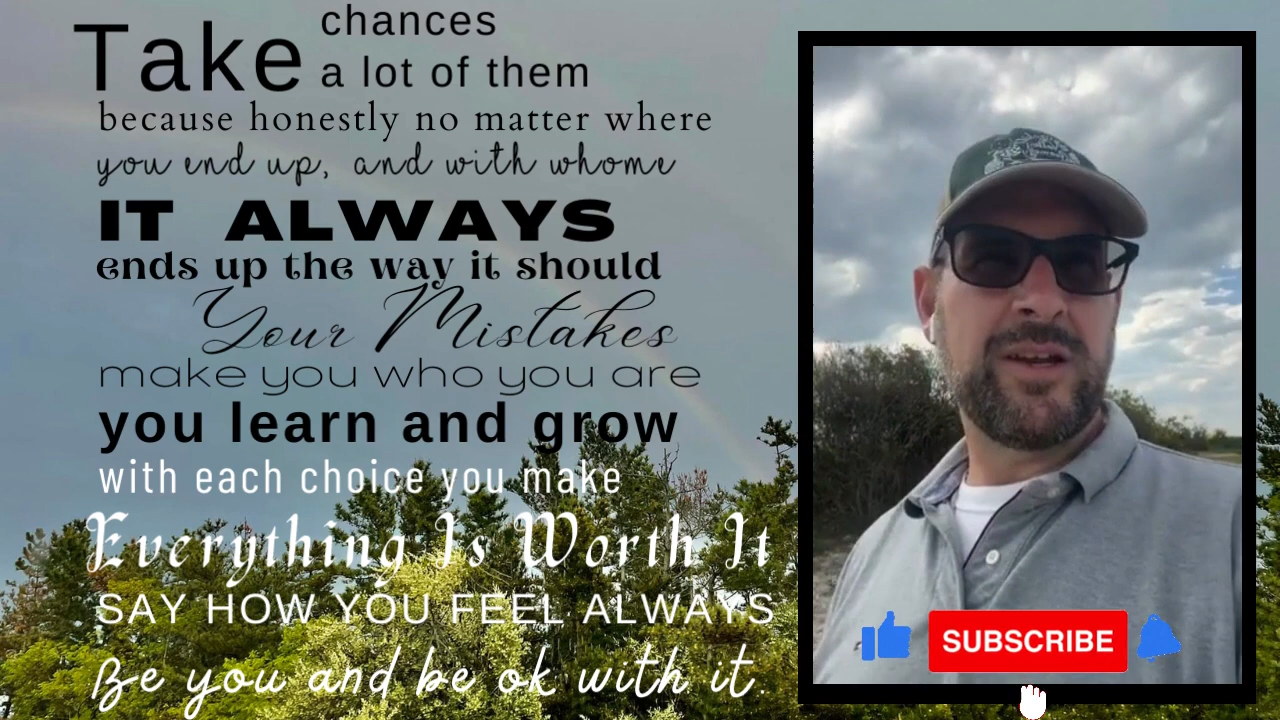 Take chances
a lot of them
because honestly no matter where
you end up, and with whome
IT ALWAYS
ends up the way it should
Your Mistakes
make you who you are
you learn and grow
with each choice you make
Everything Is Worth It
SAY HOW YOU FEEL ALWAYS
Be you and be ok with it.
SUBSCRIBE